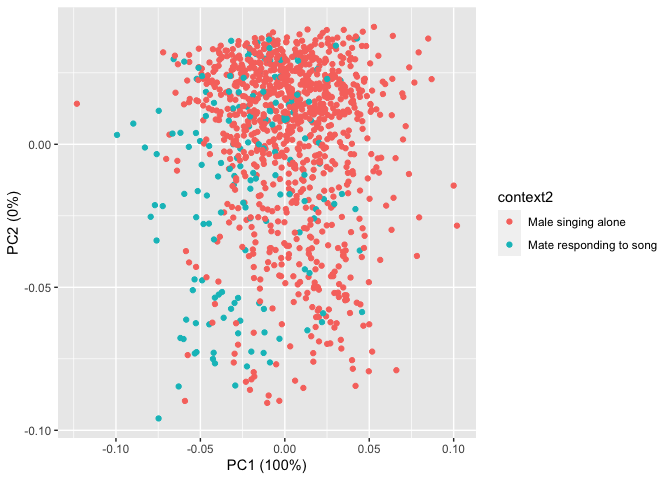 0.00
-0.05
-0.10
PC2 (0%)
-0.10
-0.05
0.00
0.05
0.10
PC1 (100%)
context2
Male singing alone
Mate responding to song